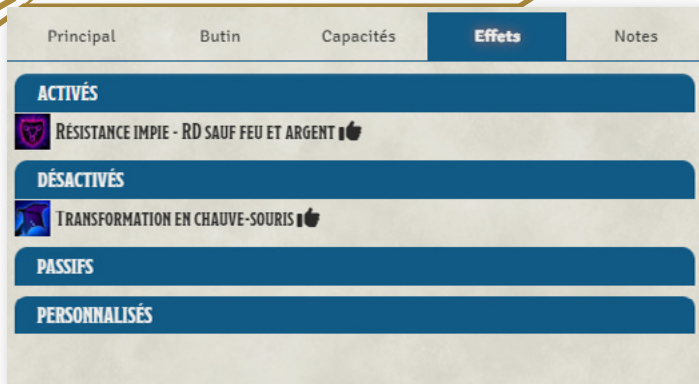 Principal Butin Capacités Effets Notes
ACTIVÉS
RÉSISTANCE IMPIE - RD SAUF FEU ET ARGENT
DÉSACTIVÉS
TRANSFORMATION EN CHAUVE-SOURIS
PASSIFS
PERSONNALISÉS